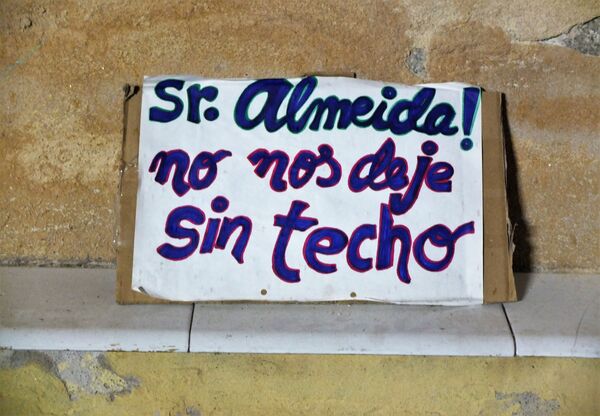 Sr. Almeida!
no nos deje
sin techo